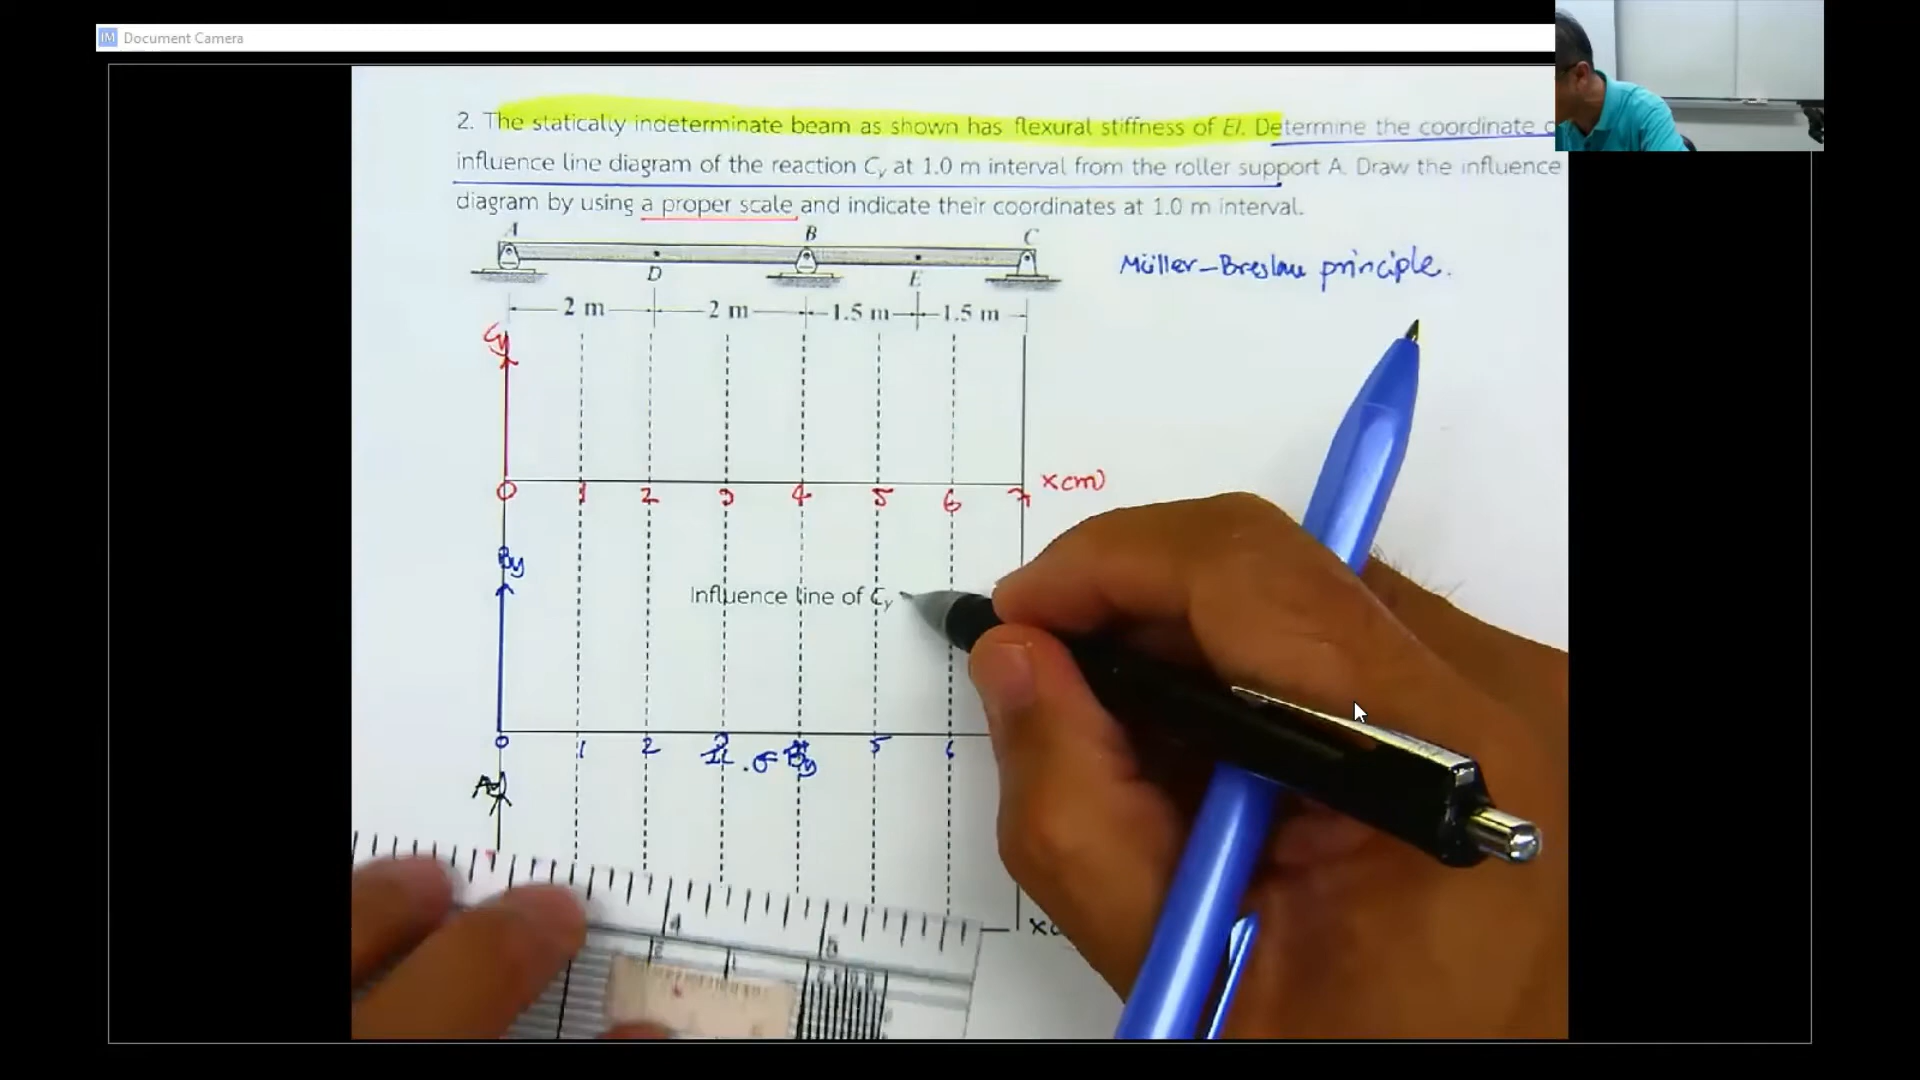 Document Camera
2. The statically indeterminate beam as shown has flexural stiffness of EI. Determine the coordinate
influence line diagram of the reaction Cy at 1.0 m interval from the roller support A. Draw the influence
diagram by using a proper scale and indicate their coordinates at 1.0 m interval.
A B C
D E
Müller-Breslau principle.
2 m 2 m 1.5 m 1.5 m
Cy
0 1 2 3 4 5 6 7 x(m)
By
Influence line of Cy
0 1 2 3 4 5 6
By
Ay